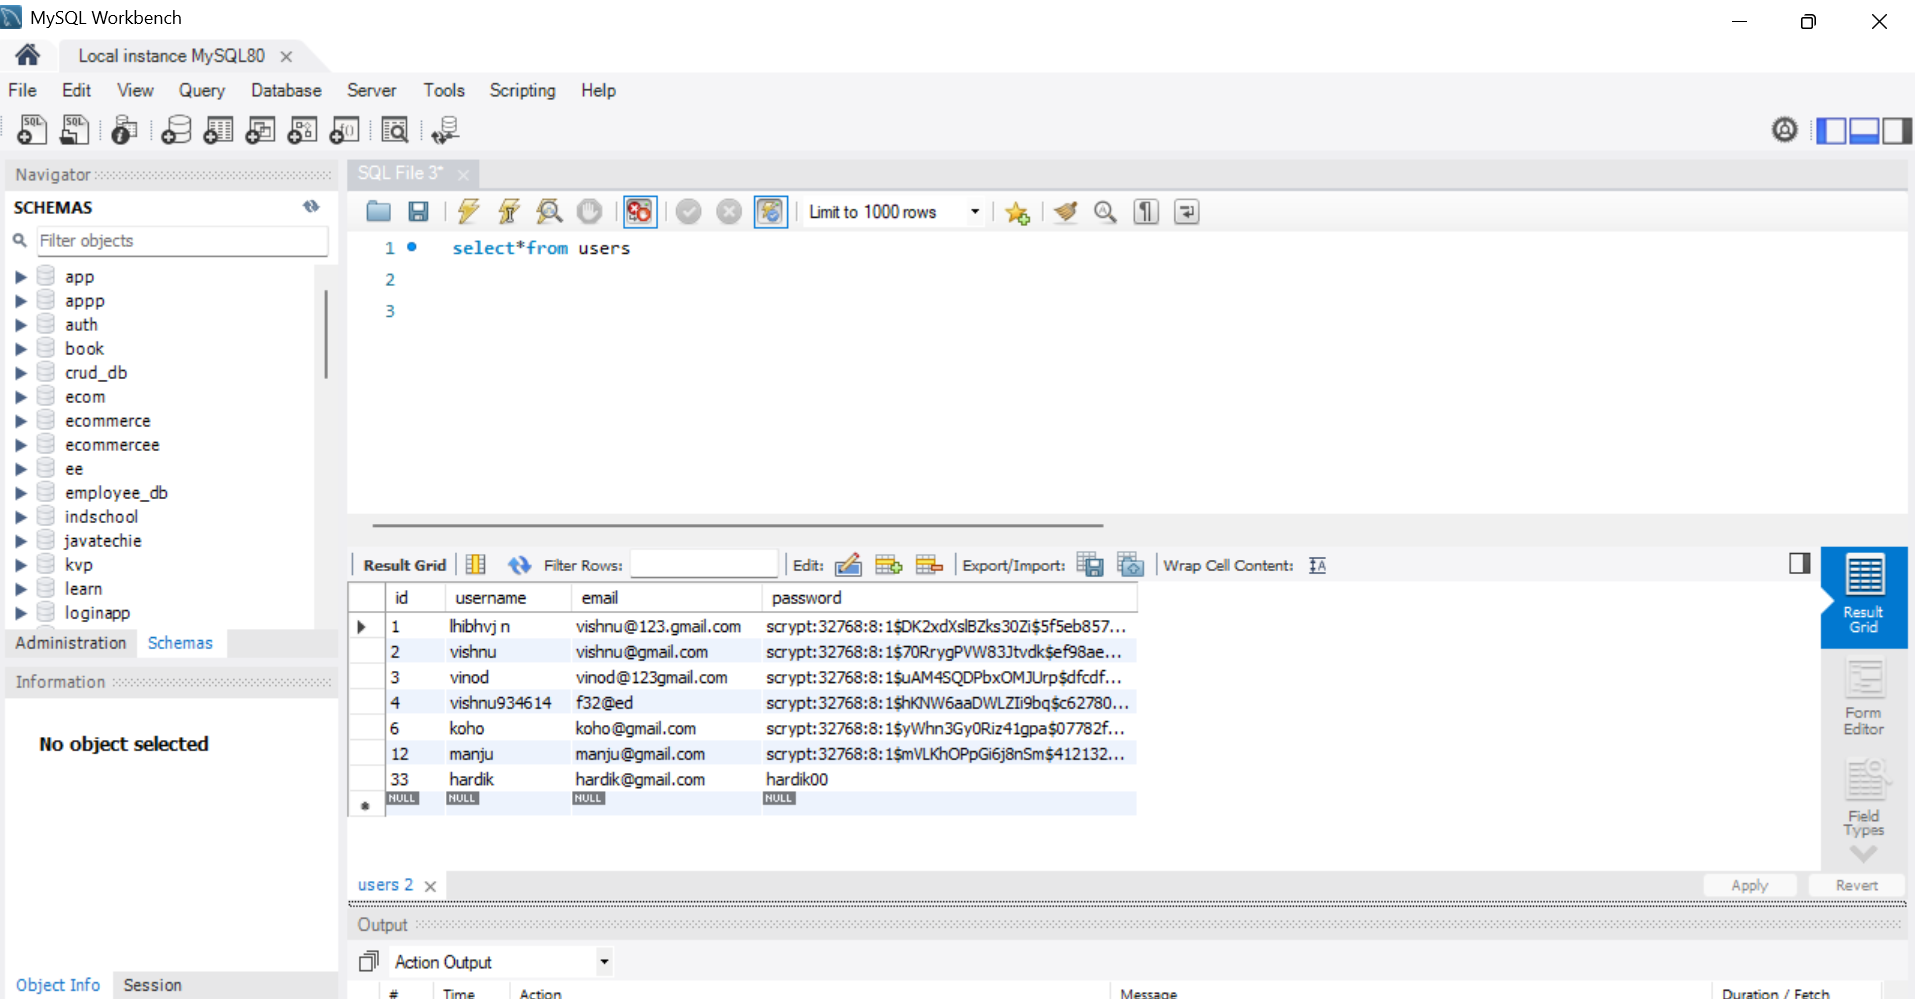 MySQL Workbench
Local instance MySQL80
File Edit View Query Database Server Tools Scripting Help
Navigator
SQL File 3*
SCHEMAS
Filter objects
Limit to 1000 rows
1 select*from users
2
3
app
appp
auth
book
crud_db
ecom
ecommerce
ecommercee
ee
employee_db
indschool
javatechie
kvp
learn
loginapp
Administration Schemas
Information
No object selected
Object Info Session
Result Grid Filter Rows: Edit: Export/Import: Wrap Cell Content:
id username email password
1 lhibhvj n vishnu@123.gmail.com scrypt:32768:8:1$DK2xdXslBZks30Zi$5f5eb857...
2 vishnu vishnu@gmail.com scrypt:32768:8:1$70RrygPVW83Jtvdk$ef98ae...
3 vinod vinod@123gmail.com scrypt:32768:8:1$uAM4SQDPbxOMJUrp$dfcdf...
4 vishnu934614 f32@ed scrypt:32768:8:1$hKNW6aaDWLZIi9bq$c62780...
6 koho koho@gmail.com scrypt:32768:8:1$yWhn3Gy0Riz41gpa$07782f...
12 manju manju@gmail.com scrypt:32768:8:1$mVLKhOPpGi6j8nSm$412132...
33 hardik hardik@gmail.com hardik00
NULL NULL NULL NULL
Result
Grid
Form
Editor
Field
Types
users 2
Apply Revert
Output
Action Output
# Time Action Message Duration / Fetch